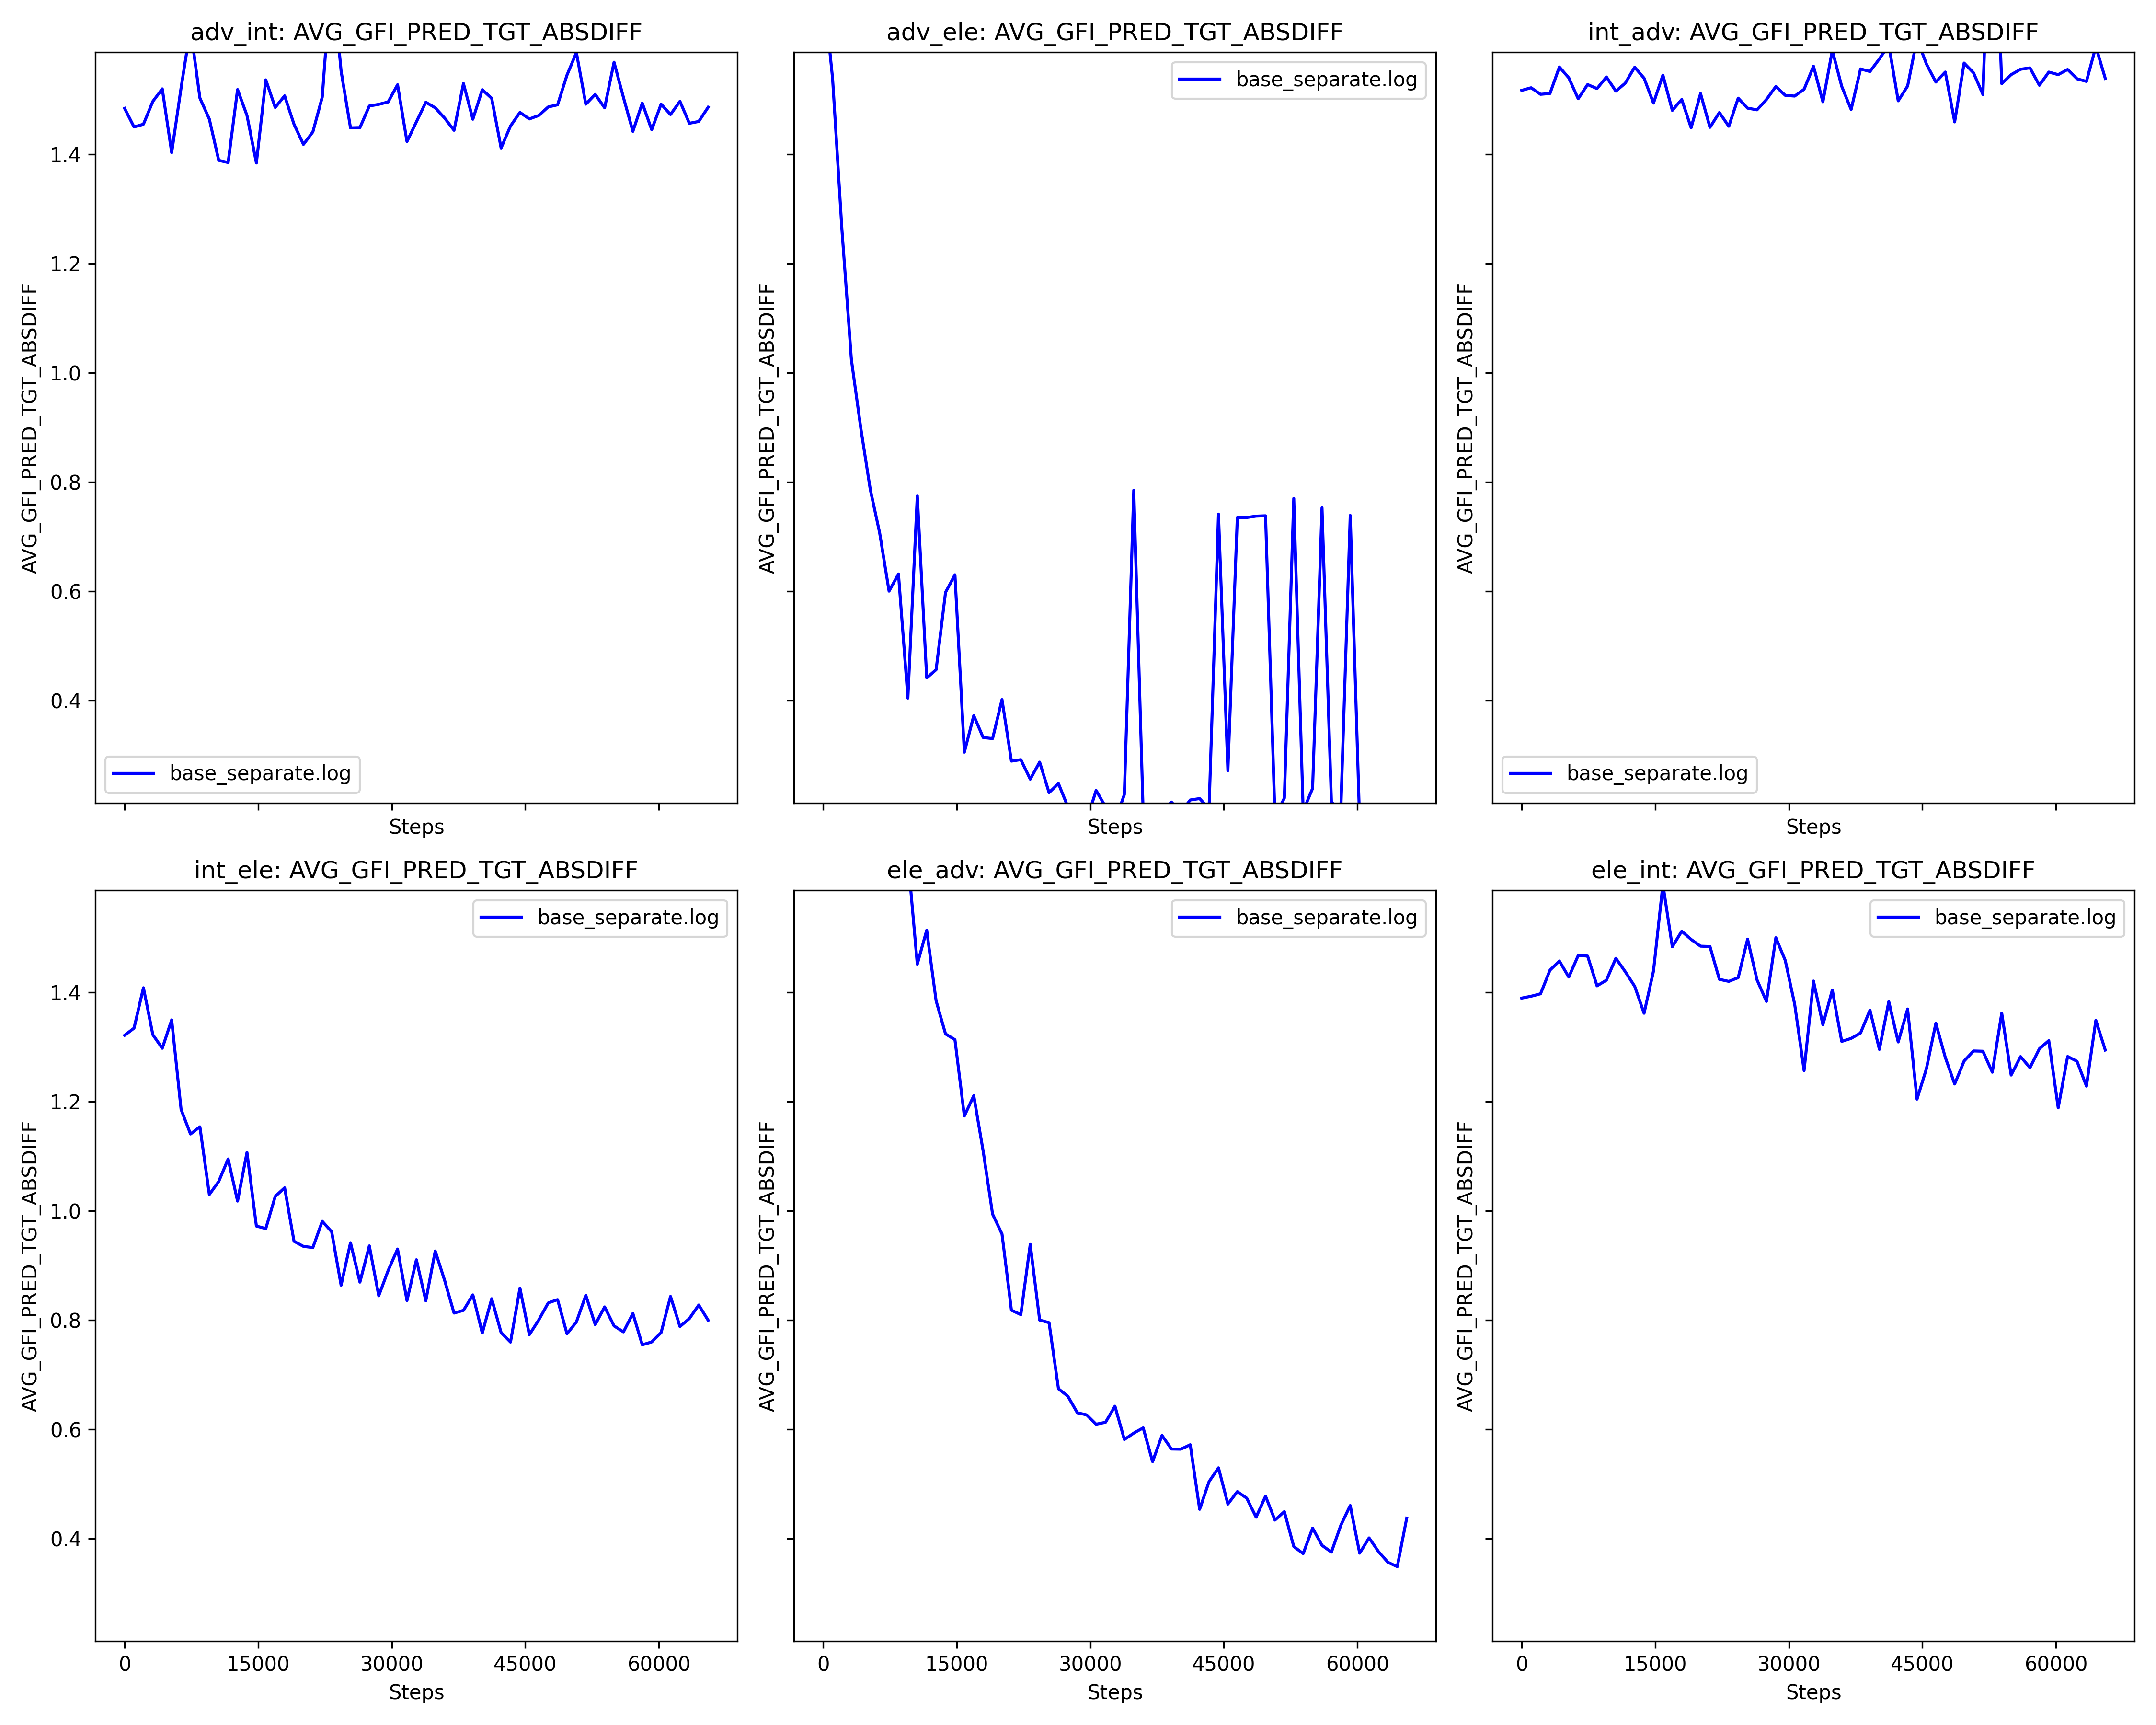 adv_int: AVG_GFI_PRED_TGT_ABSDIFF
AVG_GFI_PRED_TGT_ABSDIFF
1.4
1.2
1.0
0.8
0.6
0.4
base_separate.log
Steps
adv_ele: AVG_GFI_PRED_TGT_ABSDIFF
AVG_GFI_PRED_TGT_ABSDIFF
base_separate.log
Steps
int_adv: AVG_GFI_PRED_TGT_ABSDIFF
AVG_GFI_PRED_TGT_ABSDIFF
base_separate.log
Steps
int_ele: AVG_GFI_PRED_TGT_ABSDIFF
AVG_GFI_PRED_TGT_ABSDIFF
base_separate.log
1.4
1.2
1.0
0.8
0.6
0.4
0 15000 30000 45000 60000
Steps
ele_adv: AVG_GFI_PRED_TGT_ABSDIFF
AVG_GFI_PRED_TGT_ABSDIFF
base_separate.log
0 15000 30000 45000 60000
Steps
ele_int: AVG_GFI_PRED_TGT_ABSDIFF
AVG_GFI_PRED_TGT_ABSDIFF
base_separate.log
0 15000 30000 45000 60000
Steps